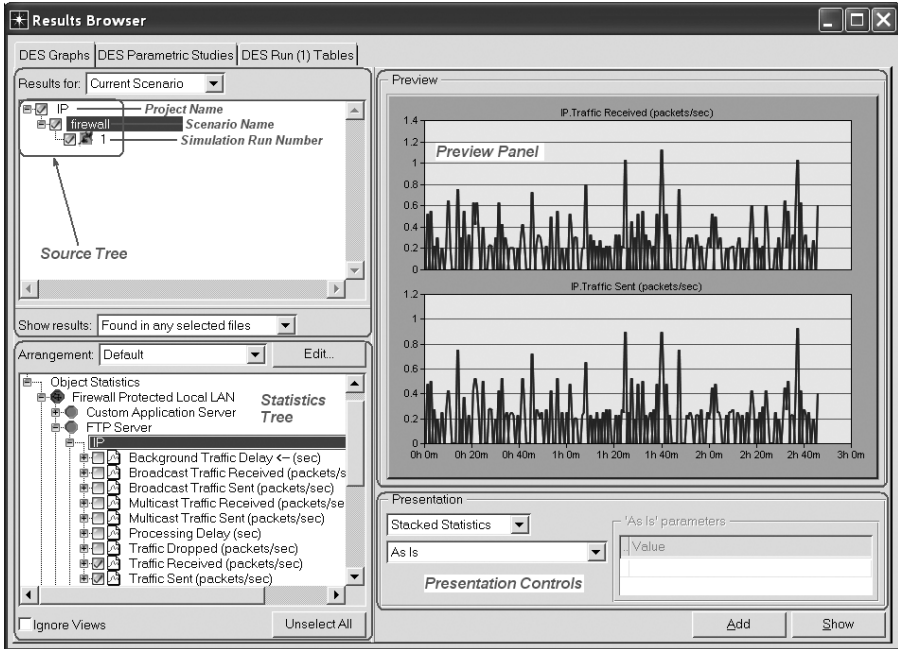 Results Browser
DES Graphs DES Parametric Studies DES Run (1) Tables
Results for: Current Scenario
IP Project Name
firewall Scenario Name
1 Simulation Run Number
Source Tree
Show results: Found in any selected files
Arrangement: Default Edit...
Object Statistics
Firewall Protected Local LAN
Custom Application Server
FTP Server
Statistics Tree
IP
Background Traffic Delay <-- (sec)
Broadcast Traffic Received (packets/s
Broadcast Traffic Sent (packets/sec)
Multicast Traffic Received (packets/se
Multicast Traffic Sent (packets/sec)
Processing Delay (sec)
Traffic Dropped (packets/sec)
Traffic Received (packets/sec)
Traffic Sent (packets/sec)
Ignore Views Unselect All
Preview
IP.Traffic Received (packets/sec)
1.4
1.2
1
0.8
0.6
0.4
0.2
0
Preview Panel
IP.Traffic Sent (packets/sec)
1.2
1
0.8
0.6
0.4
0.2
0
0h 0m 0h 20m 0h 40m 1h 0m 1h 20m 1h 40m 2h 0m 2h 20m 2h 40m 3h 0m
Presentation
Stacked Statistics
As Is
Presentation Controls
'As Is' parameters
Value
Add Show